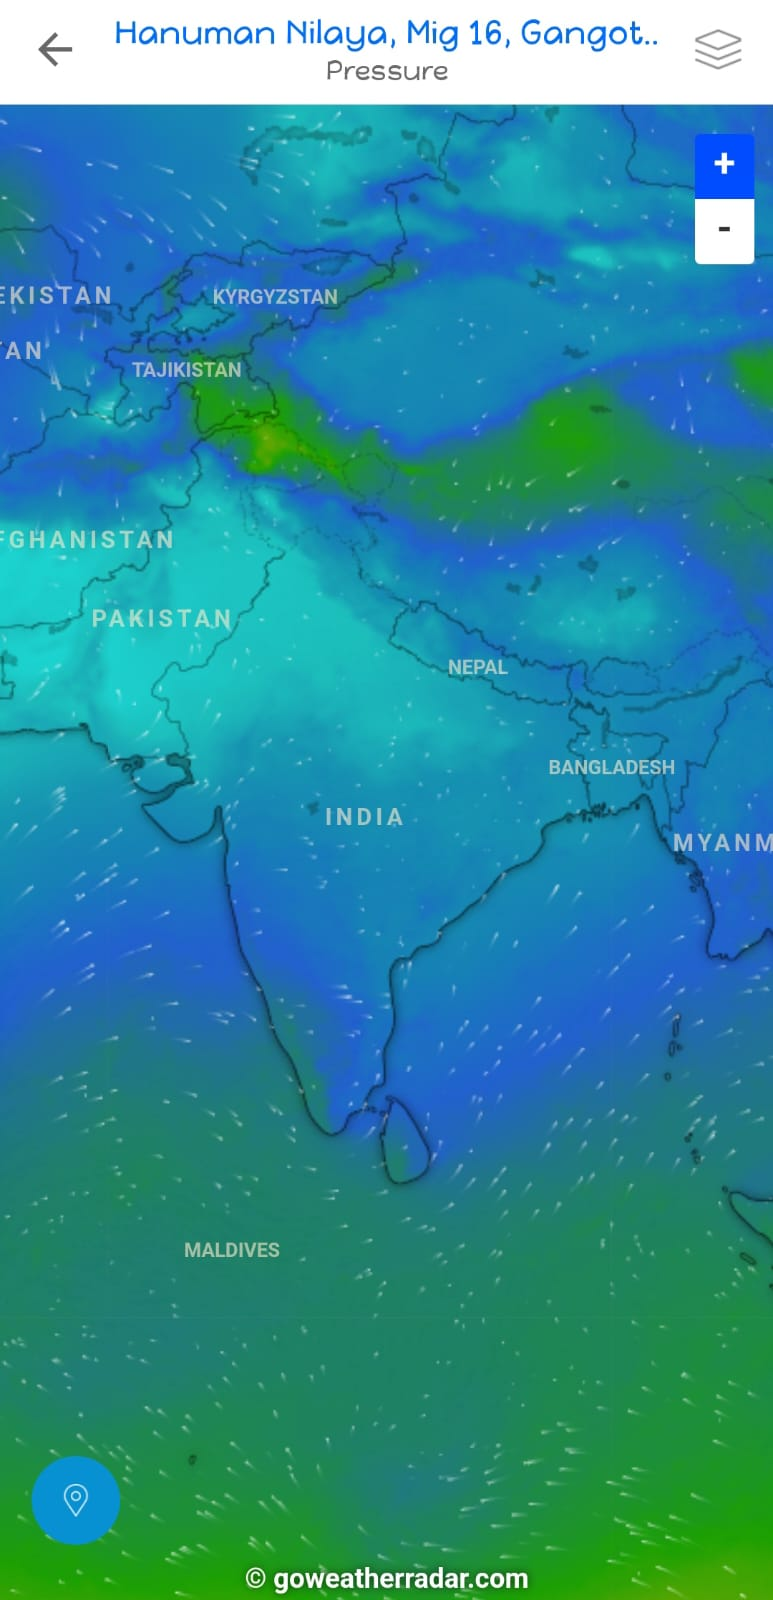 Hanuman Nilaya, Mig 16, Gangot..
Pressure
+
-
EKISTAN
KYRGYZSTAN
AN
TAJIKISTAN
FGHANISTAN
PAKISTAN
NEPAL
BANGLADESH
INDIA
MYANM
MALDIVES
© goweatherradar.com